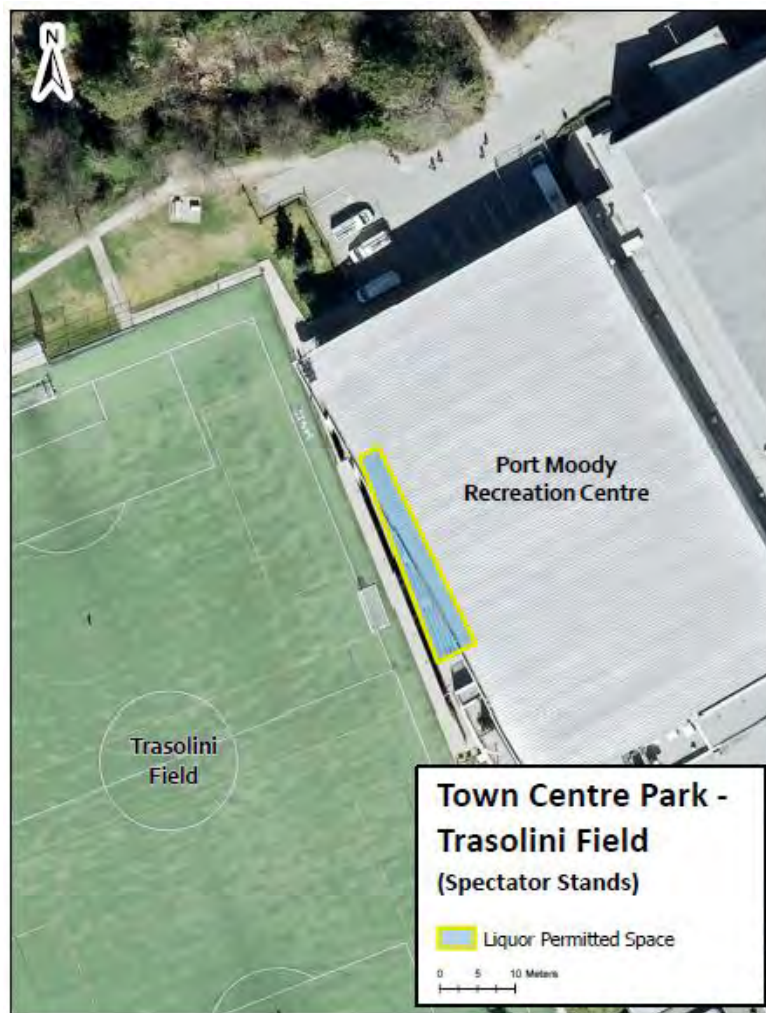 N
Port Moody
Recreation Centre
Trasolini
Field
Town Centre Park -
Trasolini Field
(Spectator Stands)
Liquor Permitted Space
0 5 10 Meters